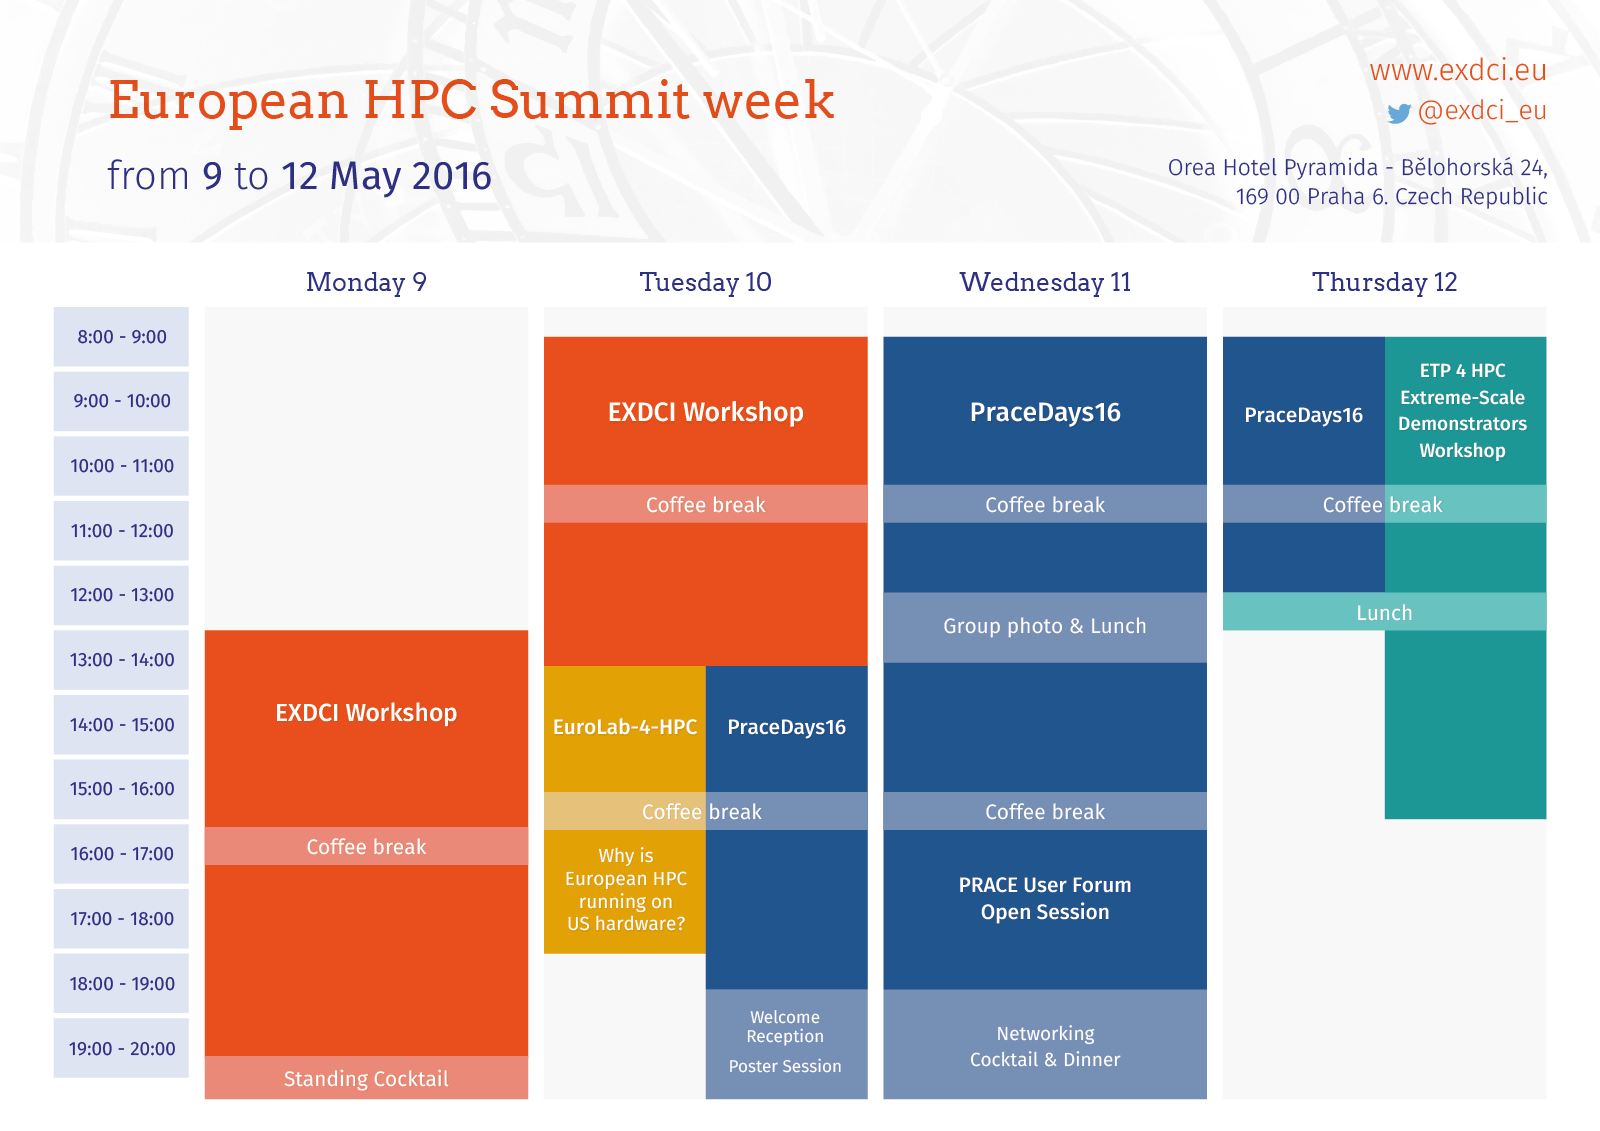 European HPC Summit week
from 9 to 12 May 2016
www.exdci.eu
@exdci_eu
Orea Hotel Pyramida - Bělohorská 24,
169 00 Praha 6. Czech Republic
Monday 9
Tuesday 10
Wednesday 11
Thursday 12
8:00 - 9:00
9:00 - 10:00
10:00 - 11:00
11:00 - 12:00
12:00 - 13:00
13:00 - 14:00
14:00 - 15:00
15:00 - 16:00
16:00 - 17:00
17:00 - 18:00
18:00 - 19:00
19:00 - 20:00
EXDCI Workshop
Coffee break
Standing Cocktail
EXDCI Workshop
Coffee break
EuroLab-4-HPC
PraceDays16
Coffee break
Why is
European HPC
running on
US hardware?
Welcome
Reception
Poster Session
PraceDays16
Coffee break
Group photo & Lunch
Coffee break
PRACE User Forum
Open Session
Networking
Cocktail & Dinner
PraceDays16
ETP 4 HPC
Extreme-Scale
Demonstrators
Workshop
Coffee break
Lunch